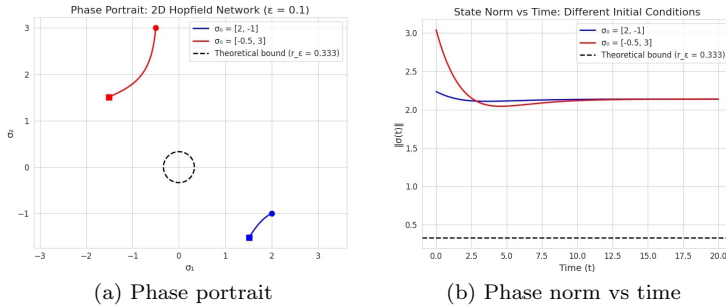 Phase Portrait: 2D Hopfield Network (ε = 0.1)
σ₀ = [2, -1]
σ₀ = [-0.5, 3]
Theoretical bound (r_ε = 0.333)
3
2
1
0
−1
σ₂
−3
−2
−1
0
1
2
3
σ₁
(a) Phase portrait
State Norm vs Time: Different Initial Conditions
σ₀ = [2, -1]
σ₀ = [-0.5, 3]
Theoretical bound (r_ε = 0.333)
3.0
2.5
2.0
1.5
1.0
0.5
‖σ(t)‖
0.0
2.5
5.0
7.5
10.0
12.5
15.0
17.5
20.0
Time (t)
(b) Phase norm vs time